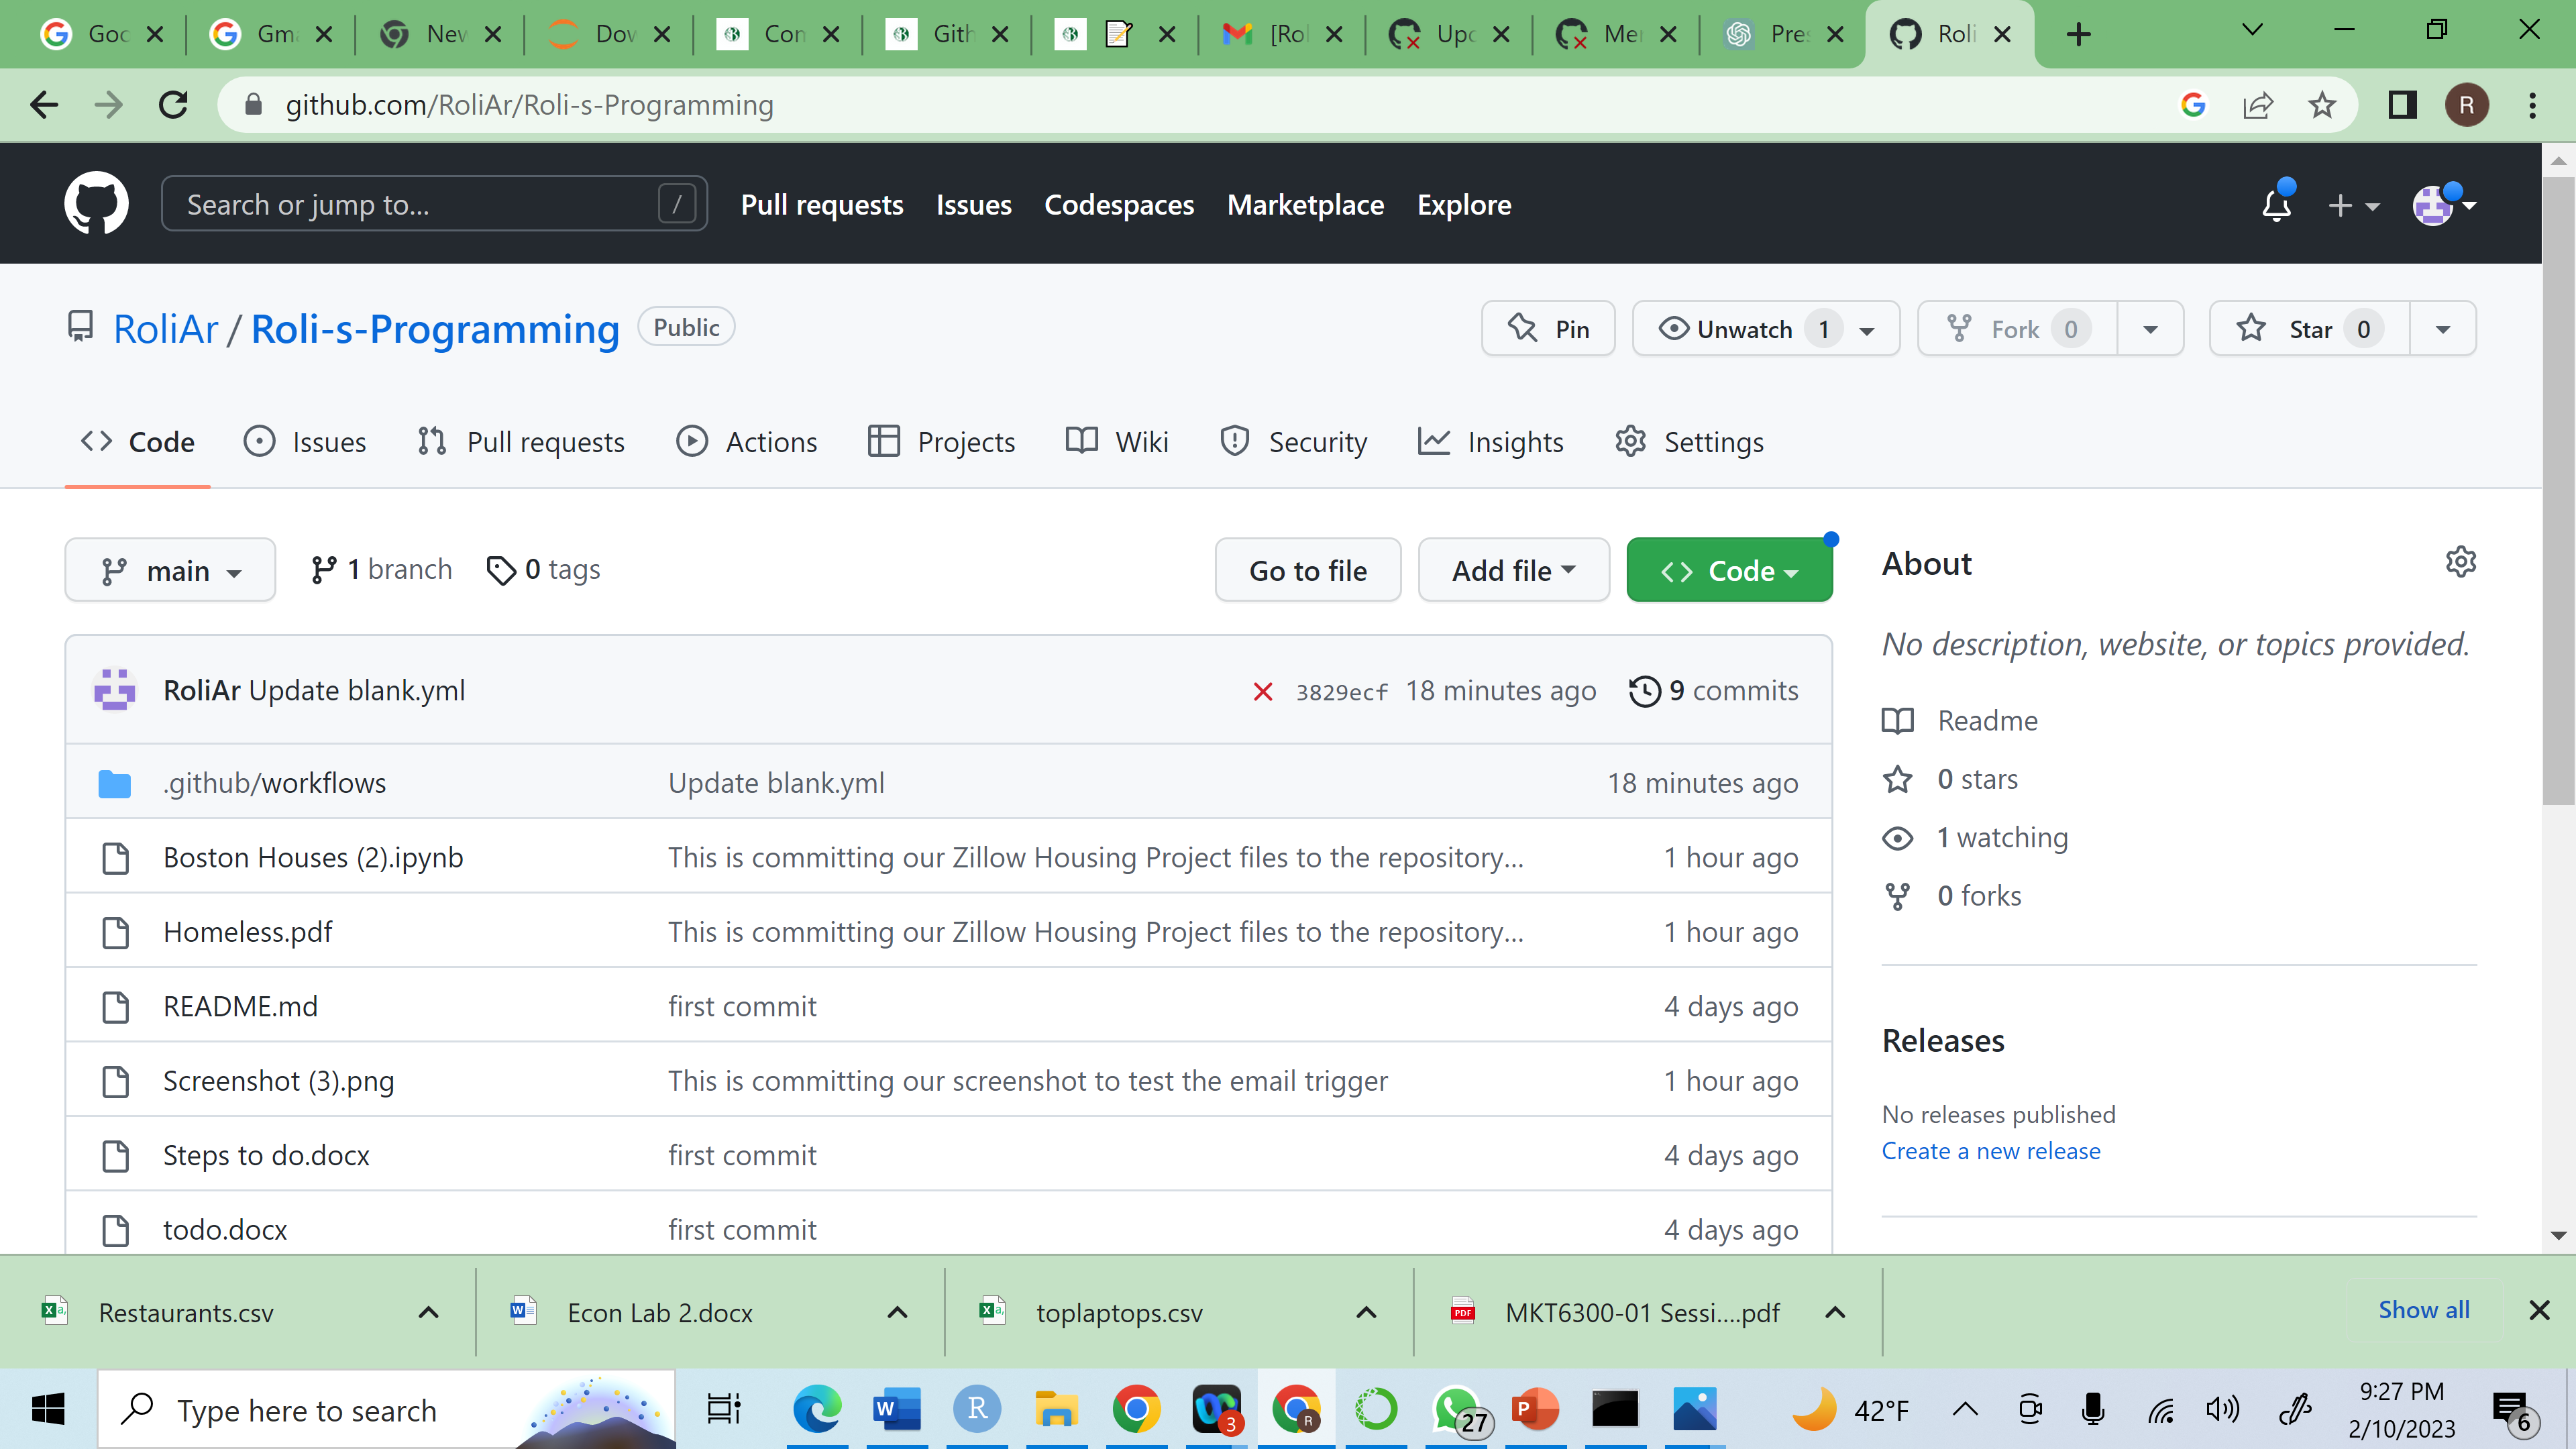 Goo Gma New Dov Con Gith [Rol Upd Mer Pres Roli
github.com/RoliAr/Roli-s-Programming R
Search or jump to... / Pull requests Issues Codespaces Marketplace Explore
RoliAr / Roli-s-Programming Public Pin Unwatch 1 Fork 0 Star 0
Code Issues Pull requests Actions Projects Wiki Security Insights Settings
main 1 branch 0 tags Go to file Add file Code About
No description, website, or topics provided.
RoliAr Update blank.yml 3829ecf 18 minutes ago 9 commits
Readme
.github/workflows Update blank.yml 18 minutes ago
0 stars
1 watching
Boston Houses (2).ipynb This is committing our Zillow Housing Project files to the repository... 1 hour ago
0 forks
Homeless.pdf This is committing our Zillow Housing Project files to the repository... 1 hour ago
README.md first commit 4 days ago
Releases
Screenshot (3).png This is committing our screenshot to test the email trigger 1 hour ago
No releases published
Create a new release
Steps to do.docx first commit 4 days ago
todo.docx first commit 4 days ago
Restaurants.csv Econ Lab 2.docx toplaptops.csv MKT6300-01 Sessi....pdf Show all
Type here to search 3 R 27 42°F 9:27 PM
2/10/2023 6